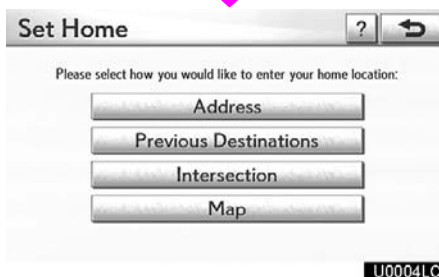 Set Home ?
Please select how you would like to enter your home location:
Address
Previous Destinations
Intersection
Map
U0004LC